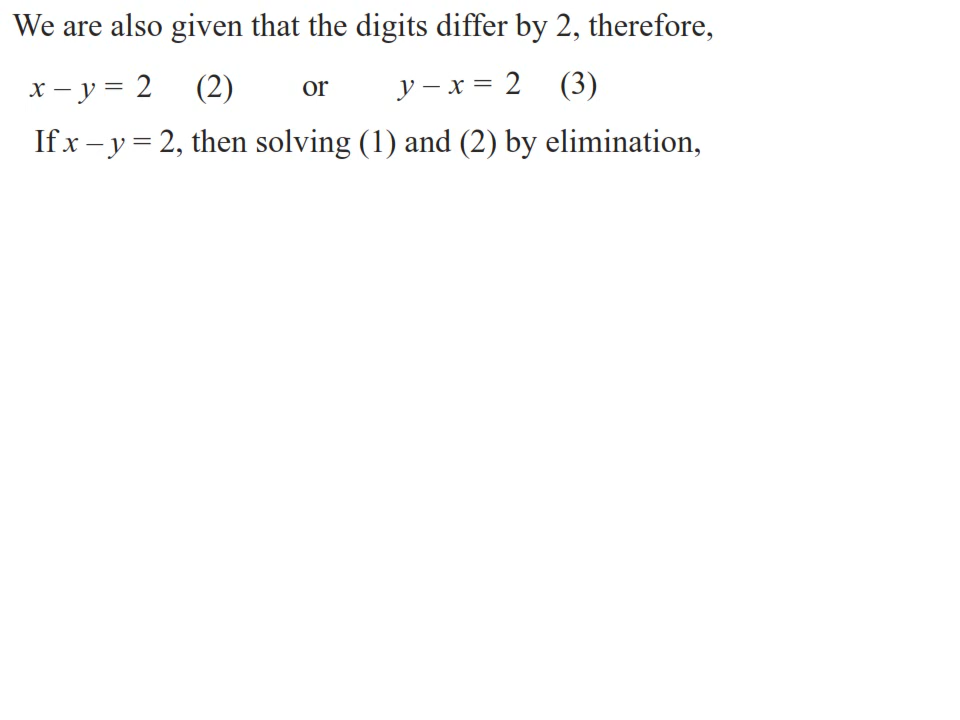 We are also given that the digits differ by 2, therefore,
x – y = 2 (2) or y – x = 2 (3)
If x – y = 2, then solving (1) and (2) by elimination,